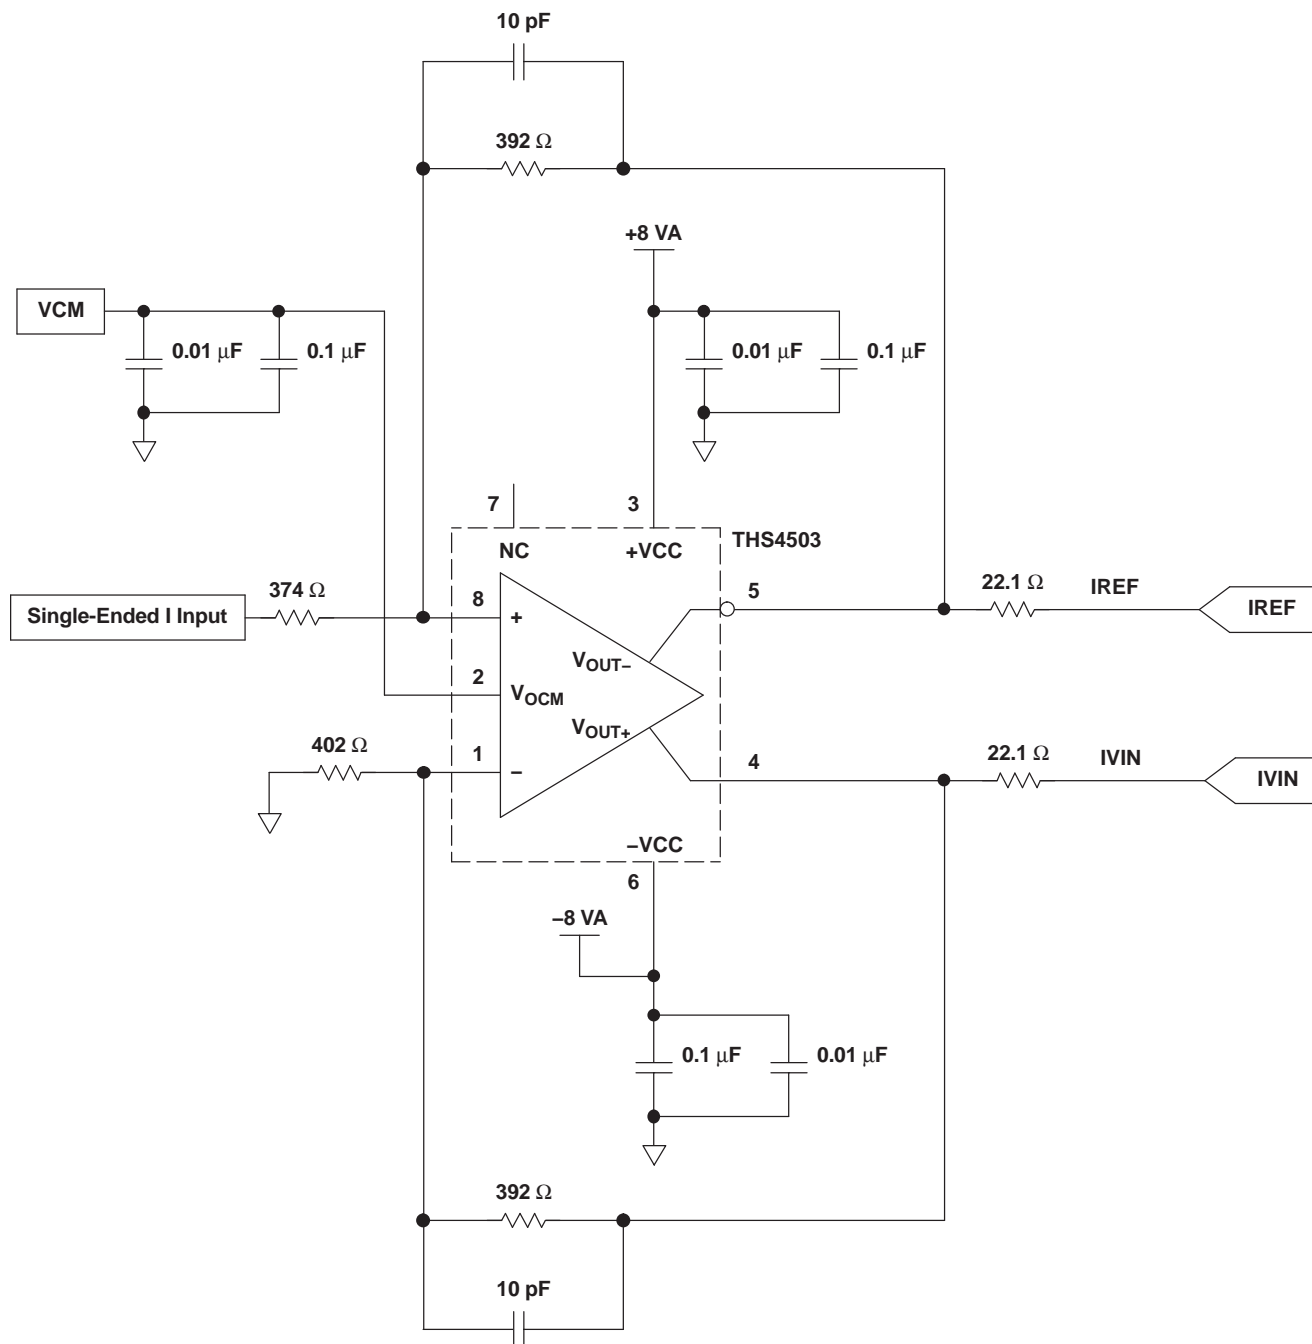 10 pF
392 Ω
+8 VA
VCM
0.01 μF
0.1 μF
0.01 μF
0.1 μF
7
3
THS4503
NC
+VCC
374 Ω
Single-Ended I Input
8
+
5
22.1 Ω
IREF
IREF
VOUT–
2
VOCM
VOUT+
402 Ω
1
–
4
22.1 Ω
IVIN
IVIN
–VCC
6
–8 VA
0.1 μF
0.01 μF
392 Ω
10 pF